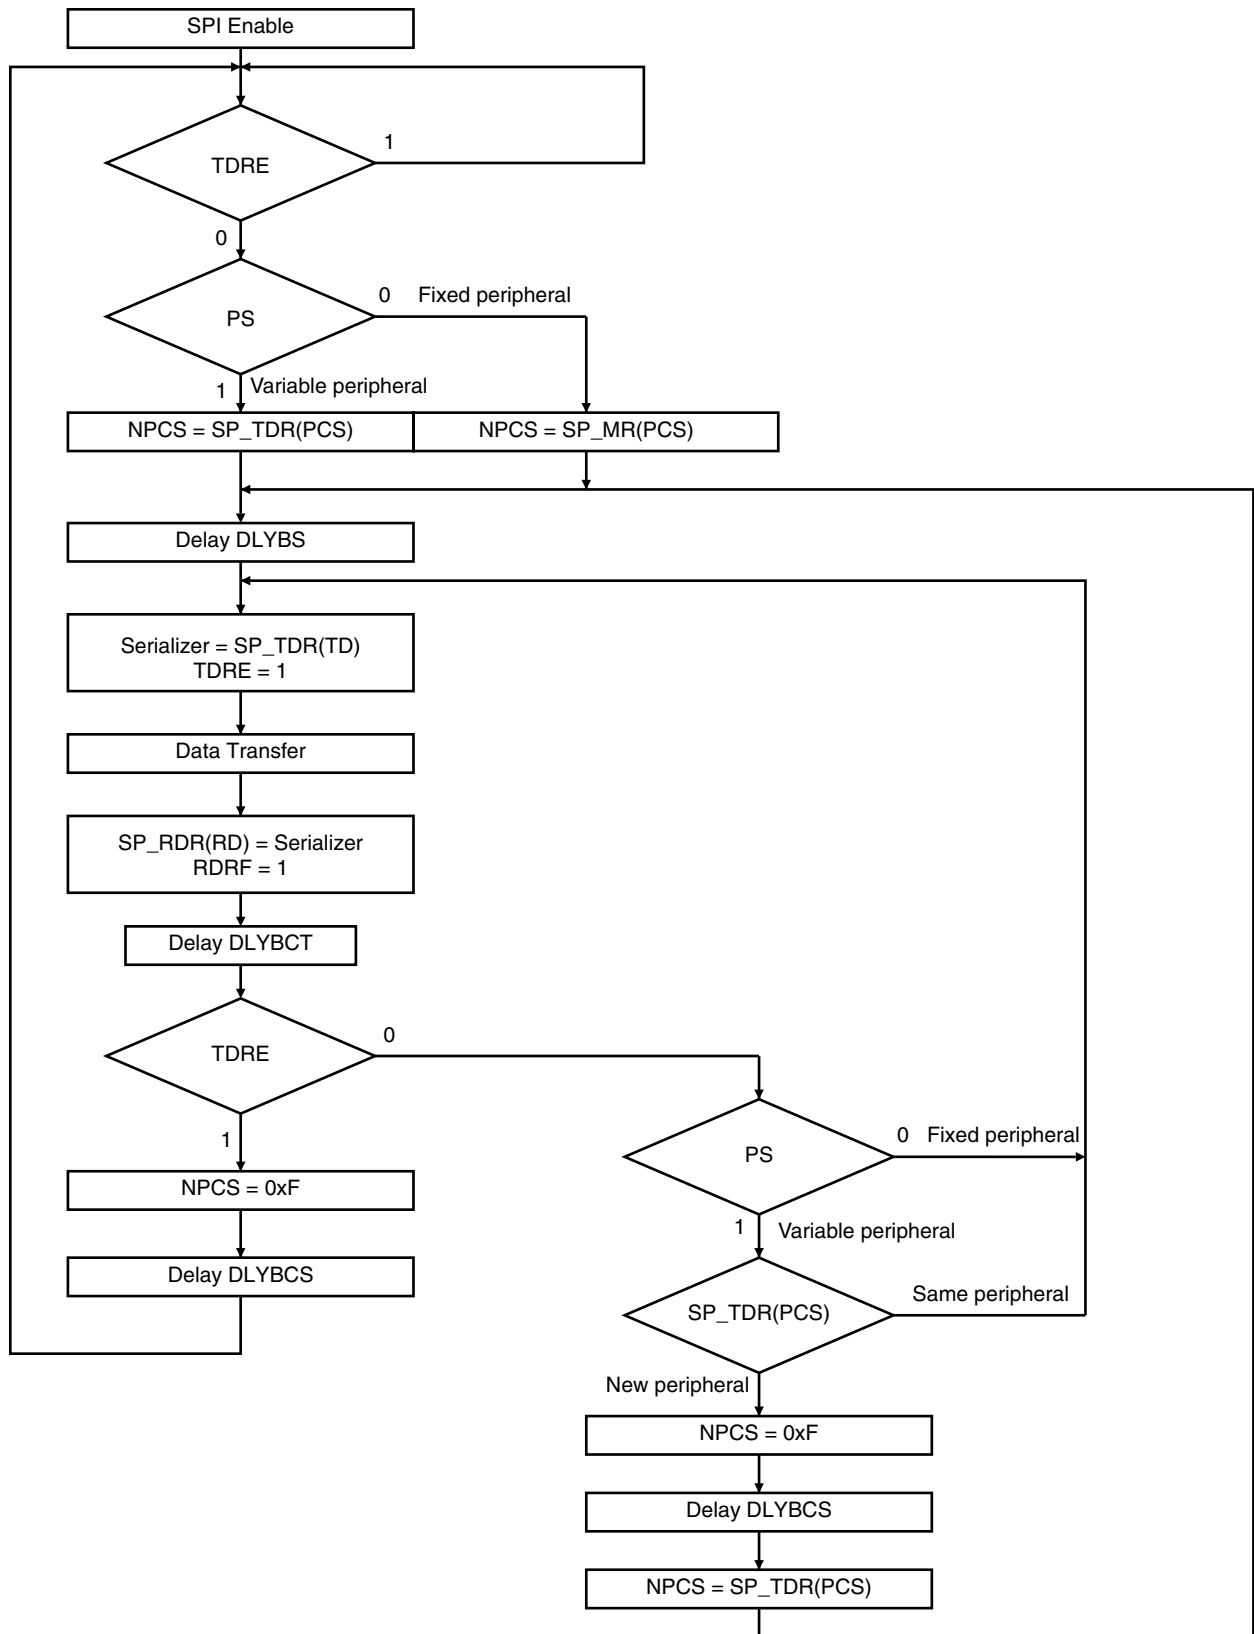 SPI Enable
1
TDRE
0
0 Fixed peripheral
PS
1 Variable peripheral
NPCS = SP_TDR(PCS)
NPCS = SP_MR(PCS)
Delay DLYBS
Serializer = SP_TDR(TD)
TDRE = 1
Data Transfer
SP_RDR(RD) = Serializer
RDRF = 1
Delay DLYBCT
0
TDRE
1
NPCS = 0xF
Delay DLYBCS
0 Fixed peripheral
PS
1 Variable peripheral
Same peripheral
SP_TDR(PCS)
New peripheral
NPCS = 0xF
Delay DLYBCS
NPCS = SP_TDR(PCS)